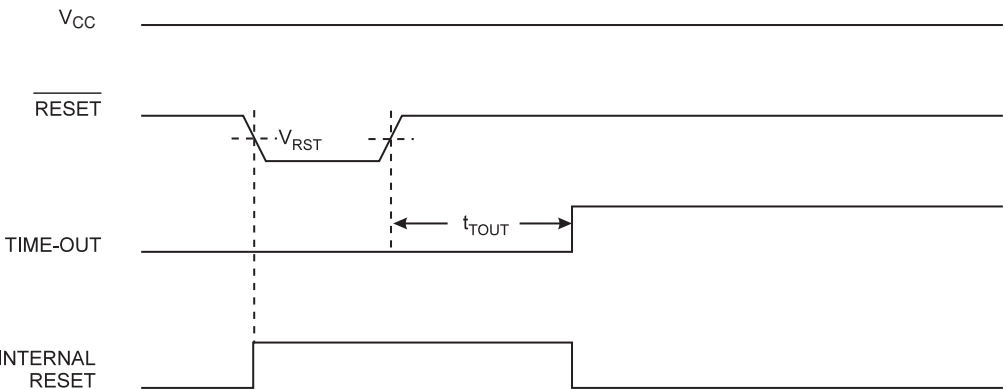 VCC
RESET
VRST
tTOUT
TIME-OUT
INTERNAL
RESET